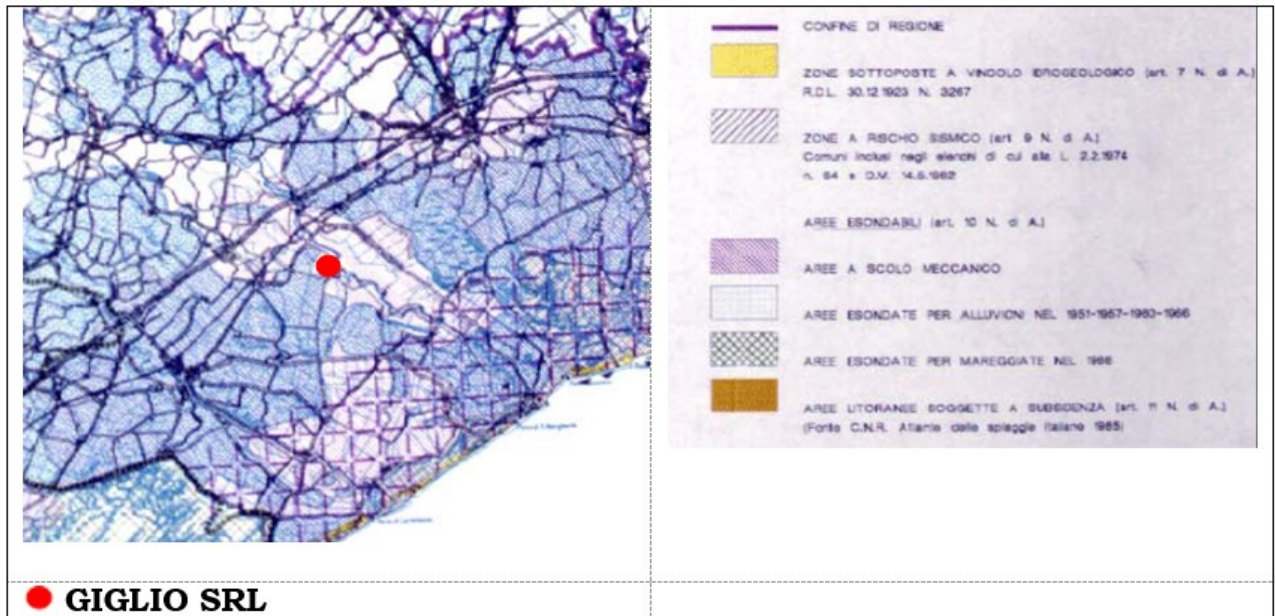 CONFINE DI REGIONE
ZONE SOTTOPOSTE A VINCOLO IDROGEOLOGICO (art. 7 N. di A.)
R.D.L. 30.12.1923 N. 3267
ZONE A RISCHIO SISMICO (art. 9 N. di A.)
Comuni inclusi negli elenchi di cui alla L. 2.2.1974
n. 64 e D.M. 14.5.1982
AREE ESONDABILI (art. 10 N. di A.)
AREE A SCOLO MECCANICO
AREE ESONDATE PER ALLUVIONI NEL 1951-1957-1960-1966
AREE ESONDATE PER MAREGGIATE NEL 1966
AREE LITORANEE SOGGETTE A SUBSIDENZA (art. 11 N. di A.)
(Fonte C.N.R. Atlante delle spiagge italiane 1985)
GIGLIO SRL